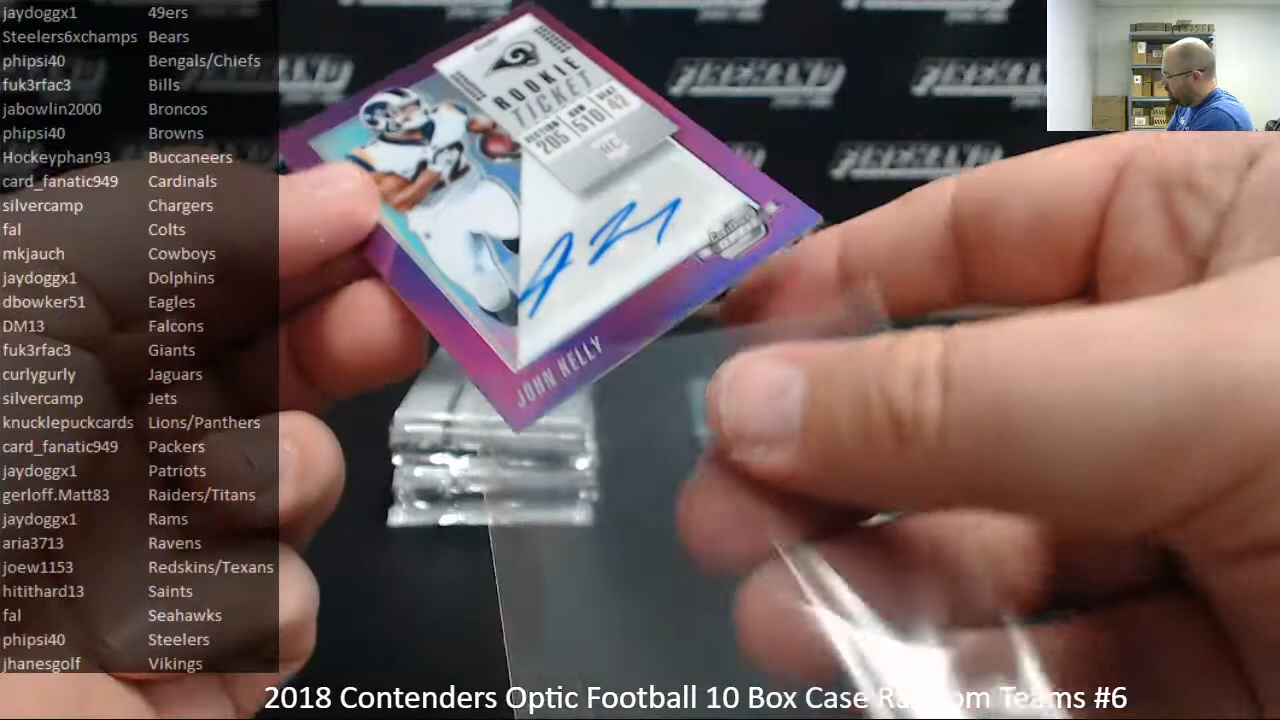 jaydoggx1 49ers
Steelers6xchamps Bears
phipsi40 Bengals/Chiefs
fuk3rfac3 Bills
jabowlin2000 Broncos
phipsi40 Browns
Hockeyphan93 Buccaneers
card_fanatic949 Cardinals
silvercamp Chargers
fal Colts
mkjauch Cowboys
jaydoggx1 Dolphins
dbowker51 Eagles
DM13 Falcons
fuk3rfac3 Giants
curlygurly Jaguars
silvercamp Jets
knucklepuckcards Lions/Panthers
card_fanatic949 Packers
jaydoggx1 Patriots
gerloff.Matt83 Raiders/Titans
jaydoggx1 Rams
aria3713 Ravens
joew1153 Redskins/Texans
hitithard13 Saints
fal Seahawks
phipsi40 Steelers
jhanesgolf Vikings
ROOKIE
TICKET
SECTION ROW SEAT
205 510 42
RC
JOHN KELLY
2018 Contenders Optic Football 10 Box Case Random Teams #6